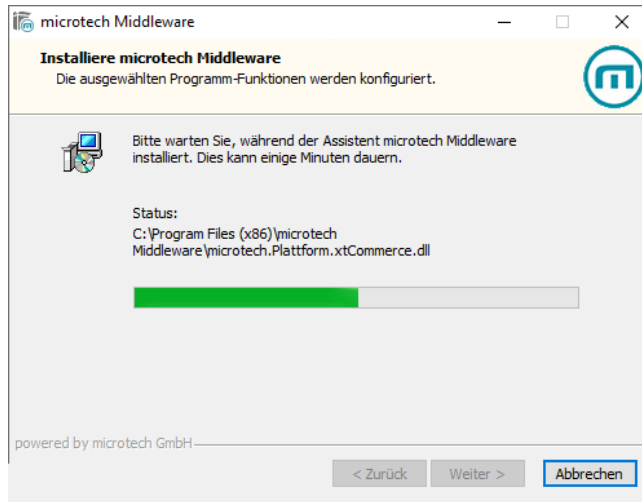 microtech Middleware
Installiere microtech Middleware
Die ausgewählten Programm-Funktionen werden konfiguriert.
Bitte warten Sie, während der Assistent microtech Middleware
installiert. Dies kann einige Minuten dauern.
Status:
C:\Program Files (x86)\microtech
Middleware\microtech.Plattform.xtCommerce.dll
powered by microtech GmbH
< Zurück
Weiter >
Abbrechen